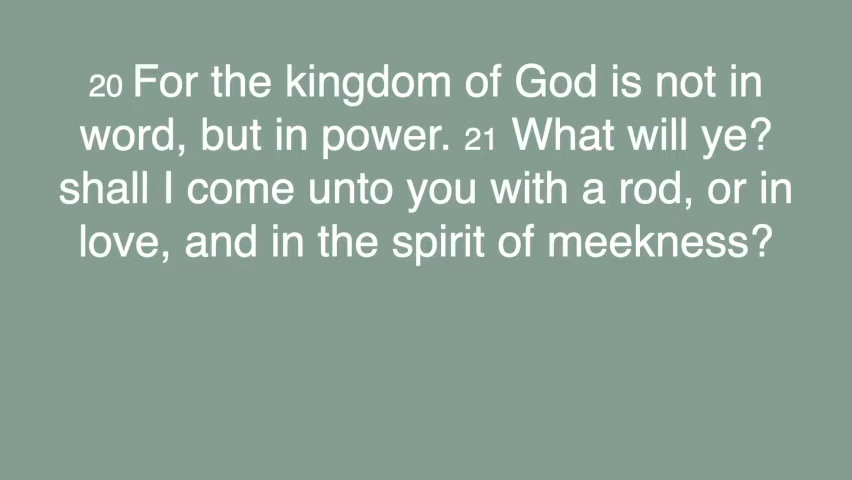 20 For the kingdom of God is not in
word, but in power. 21 What will ye?
shall I come unto you with a rod, or in
love, and in the spirit of meekness?